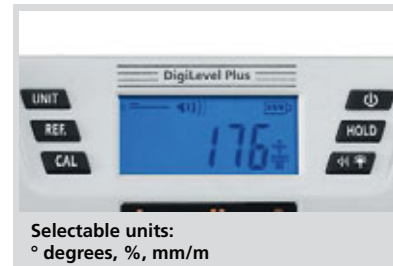 DigiLevel Plus
UNIT
REF.
CAL
176
HOLD
Selectable units:
° degrees, %, mm/m